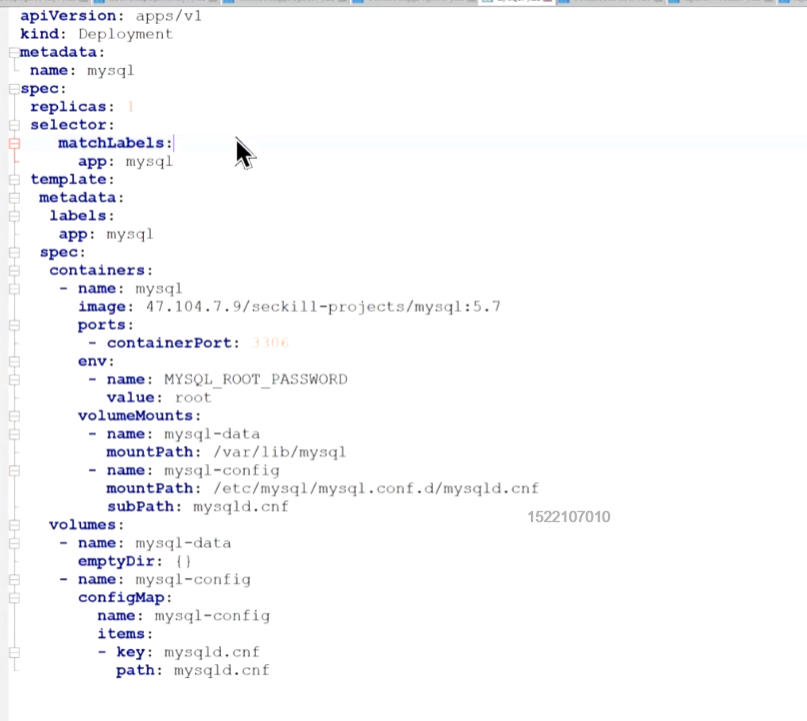 apiVersion: apps/v1
kind: Deployment
metadata:
 name: mysql
spec:
 replicas: 1
 selector:
    matchLabels:
      app: mysql
 template:
  metadata:
   labels:
    app: mysql
  spec:
   containers:
    - name: mysql
      image: 47.104.7.9/seckill-projects/mysql:5.7
      ports:
       - containerPort: 3306
      env:
       - name: MYSQL_ROOT_PASSWORD
         value: root
      volumeMounts:
       - name: mysql-data
         mountPath: /var/lib/mysql
       - name: mysql-config
         mountPath: /etc/mysql/mysql.conf.d/mysqld.cnf
         subPath: mysqld.cnf
1522107010
   volumes:
    - name: mysql-data
      emptyDir: {}
    - name: mysql-config
      configMap:
        name: mysql-config
        items:
        - key: mysqld.cnf
          path: mysqld.cnf